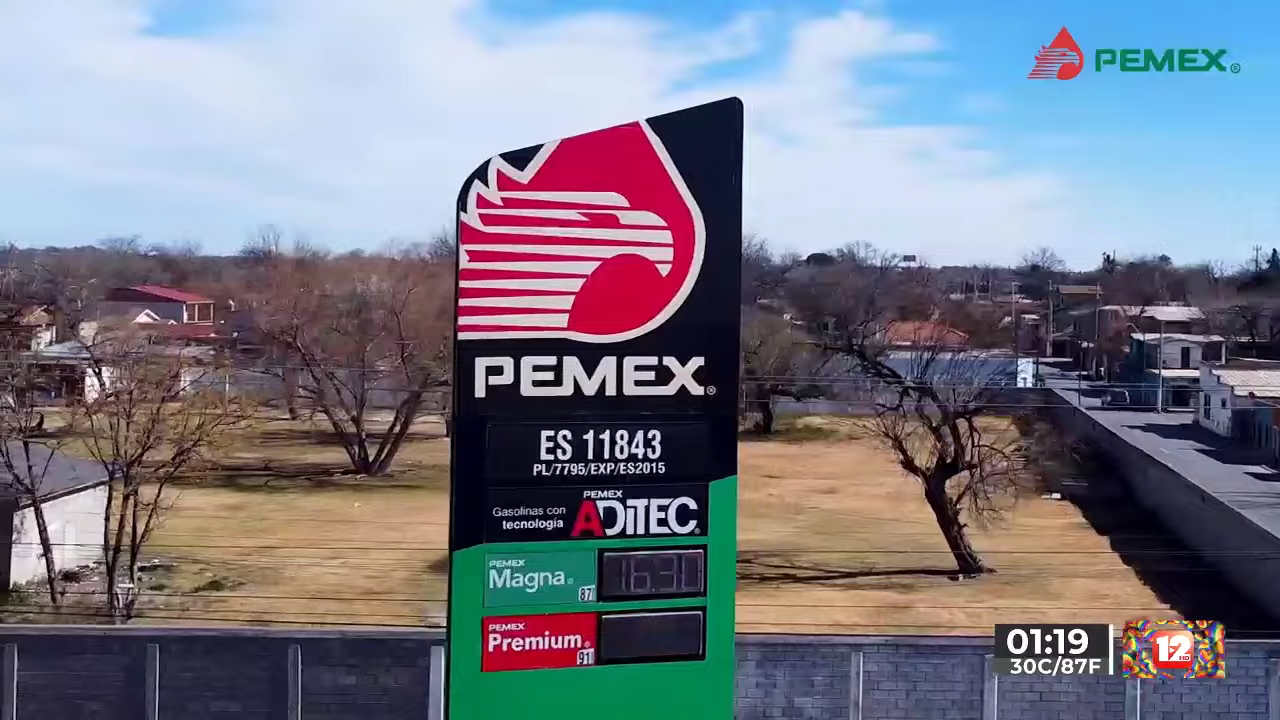 PEMEX®
PEMEX®
ES 11843
PL/7795/EXP/ES2015
Gasolinas con
tecnología
PEMEX
ADITEC®
PEMEX
Magna®
87
16.30
PEMEX
Premium®
91
01:19
30C/87F
12
HD